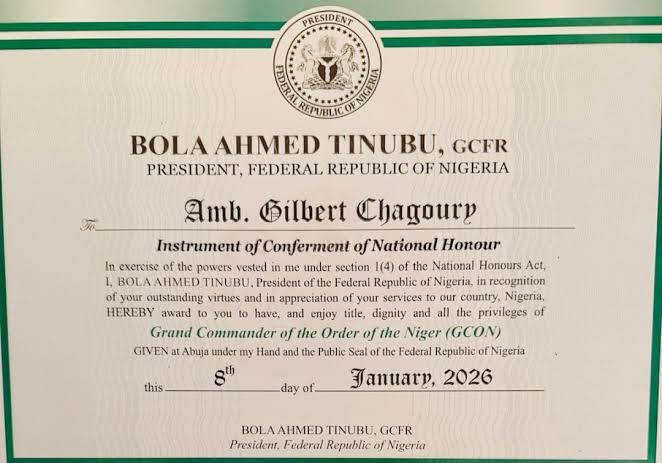 PRESIDENT
FEDERAL REPUBLIC OF NIGERIA
BOLA AHMED TINUBU, GCFR
PRESIDENT, FEDERAL REPUBLIC OF NIGERIA
To Amb. Gilbert Chagoury
Instrument of Conferment of National Honour
In exercise of the powers vested in me under section 1(4) of the National Honours Act,
I, BOLA AHMED TINUBU, President of the Federal Republic of Nigeria, in recognition
of your outstanding virtues and in appreciation of your services to our country, Nigeria,
HEREBY award to you to have, and enjoy title, dignity and all the privileges of
Grand Commander of the Order of the Niger (GCON)
GIVEN at Abuja under my Hand and the Public Seal of the Federal Republic of Nigeria
this 8th day of January, 2026
BOLA AHMED TINUBU, GCFR
President, Federal Republic of Nigeria